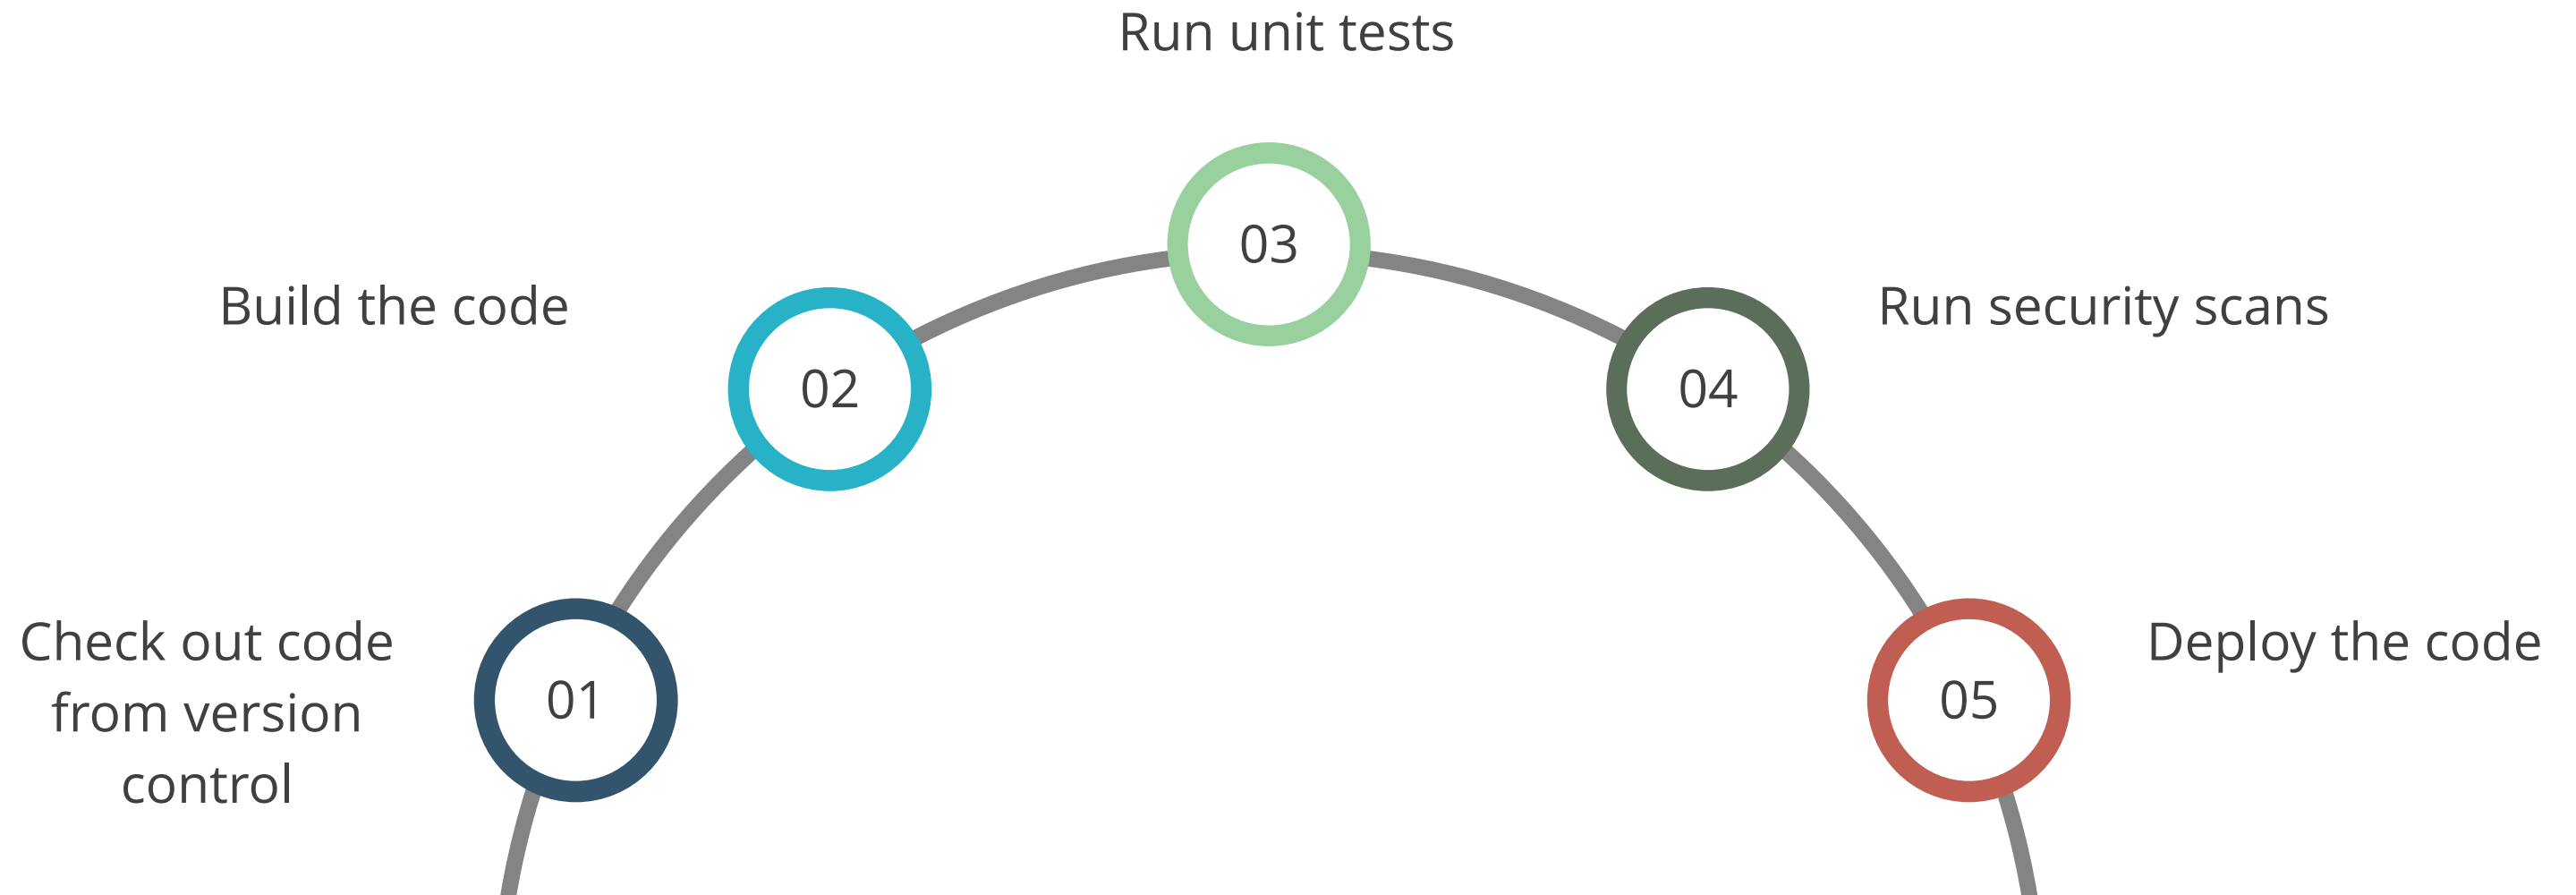 Run unit tests
03
Build the code
Run security scans
02
04
Check out code
from version
control
01
Deploy the code
05